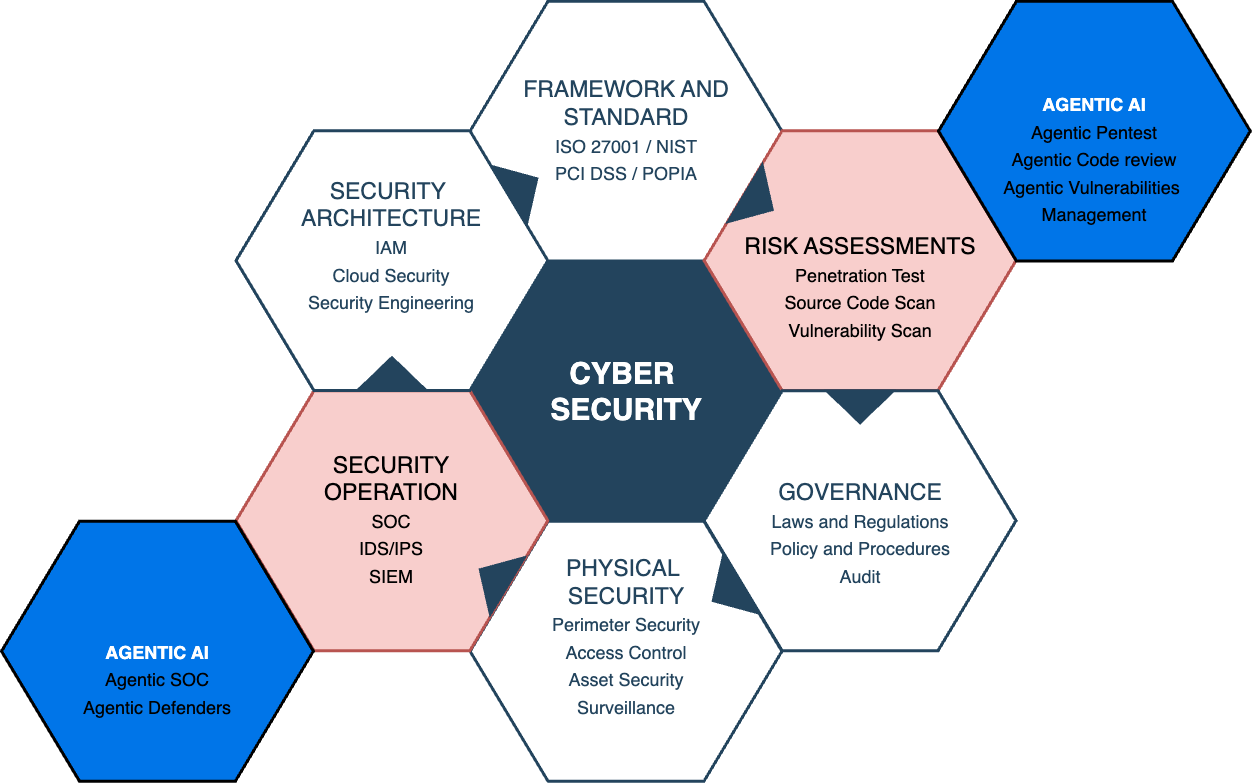 FRAMEWORK AND
STANDARD
ISO 27001 / NIST
PCI DSS / POPIA
AGENTIC AI
Agentic Pentest
Agentic Code review
Agentic Vulnerabilities
Management
SECURITY
ARCHITECTURE
IAM
Cloud Security
Security Engineering
RISK ASSESSMENTS
Penetration Test
Source Code Scan
Vulnerability Scan
CYBER
SECURITY
SECURITY
OPERATION
SOC
IDS/IPS
SIEM
GOVERNANCE
Laws and Regulations
Policy and Procedures
Audit
PHYSICAL
SECURITY
Perimeter Security
Access Control
Asset Security
Surveillance
AGENTIC AI
Agentic SOC
Agentic Defenders